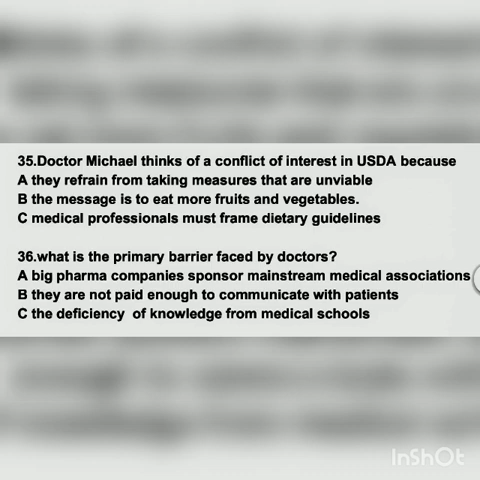 35.Doctor Michael thinks of a conflict of interest in USDA because
A they refrain from taking measures that are unviable
B the message is to eat more fruits and vegetables.
C medical professionals must frame dietary guidelines
36.what is the primary barrier faced by doctors?
A big pharma companies sponsor mainstream medical associations
B they are not paid enough to communicate with patients
C the deficiency of knowledge from medical schools
InShOt